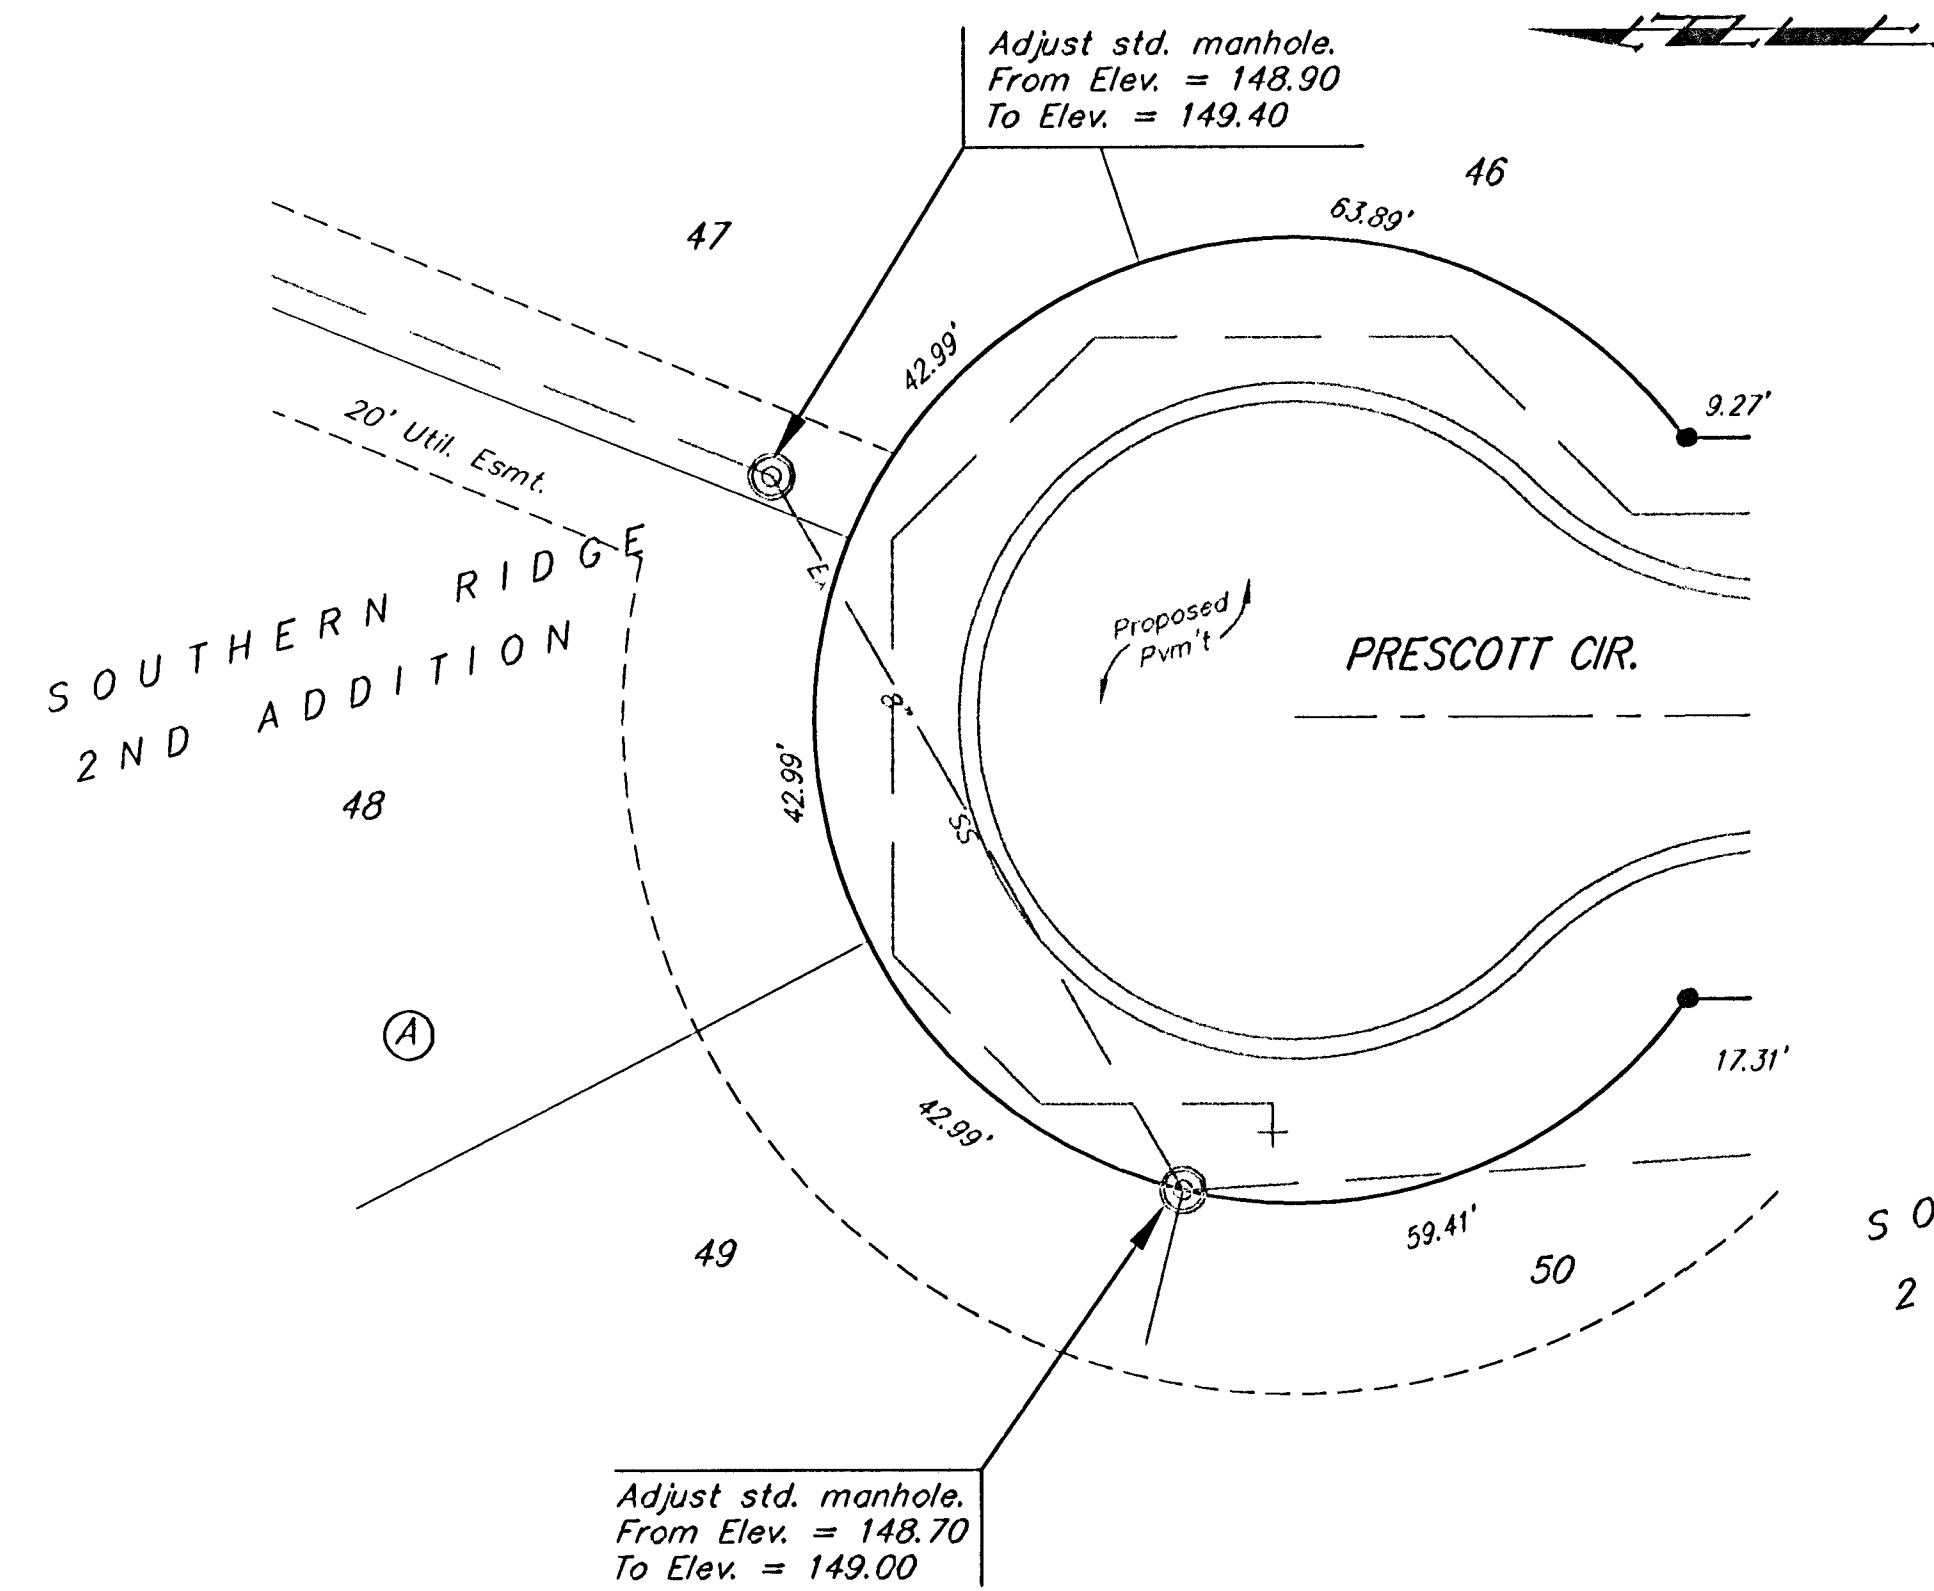 Adjust std. manhole.
From Elev. = 148.90
To Elev. = 149.40
46
63.89'
47
42.99'
9.27'
20' Util. Esmt.
SOUTHERN RIDGE
2ND ADDITION
Ex.
8"
SS
Proposed
Pvm't
PRESCOTT CIR.
42.99'
48
A
17.31'
42.99'
59.41'
49
50
S O
2
Adjust std. manhole.
From Elev. = 148.70
To Elev. = 149.00